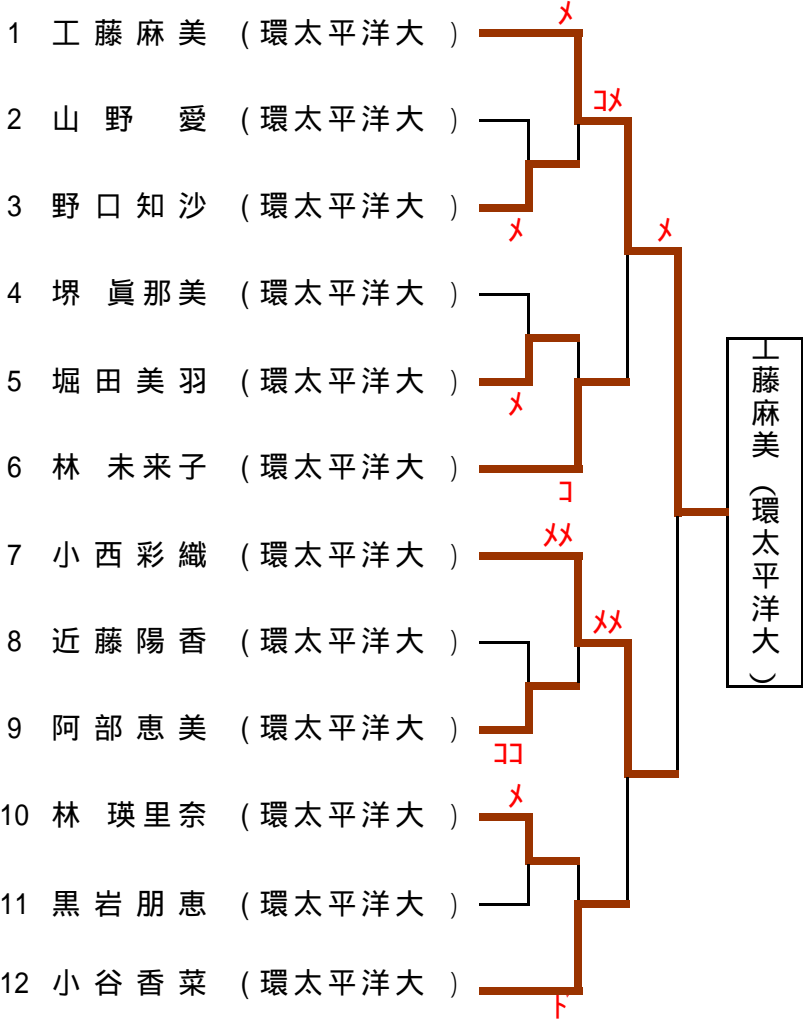 1 工藤麻美 (環太平洋大 )
2 山野 愛 (環太平洋大 )
3 野口知沙 (環太平洋大 )
4 堺 眞那美 (環太平洋大 )
5 堀田美羽 (環太平洋大 )
6 林 未来子 (環太平洋大 )
7 小西彩織 (環太平洋大 )
8 近藤陽香 (環太平洋大 )
9 阿部恵美 (環太平洋大 )
10 林 瑛里奈 (環太平洋大 )
11 黒岩朋恵 (環太平洋大 )
12 小谷香菜 (環太平洋大 )
メ
コメ
メ
メ
メ
コ
メメ
メメ
ココ
メ
ド
工藤麻美 (環太平洋大 )